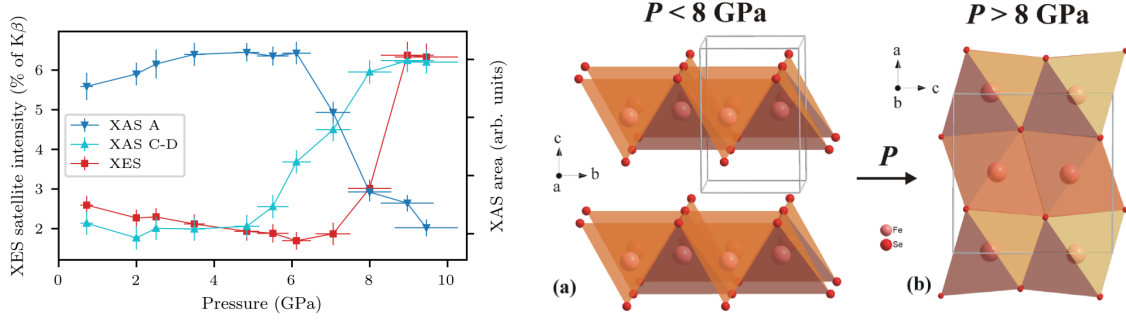 XES satellite intensity (% of Kβ)
6
5
4
3
2
XAS A
XAS C-D
XES
0
2
4
6
8
10
Pressure (GPa)
XAS area (arb. units)
P < 8 GPa
c
b
a
(a)
P
P > 8 GPa
a
c
b
Fe
Se
(b)